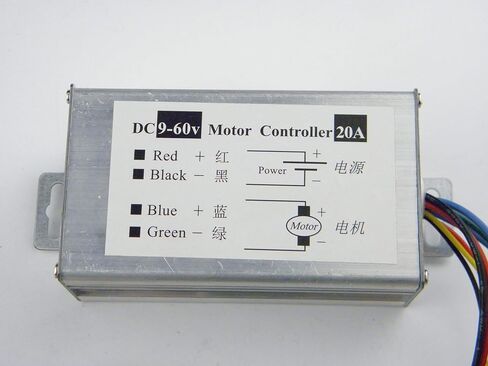 DC 9-60v Motor Controller 20A
Red + 红
Black - 黑
Power + - 电源
Blue + 蓝
Green - 绿
Motor + - 电机